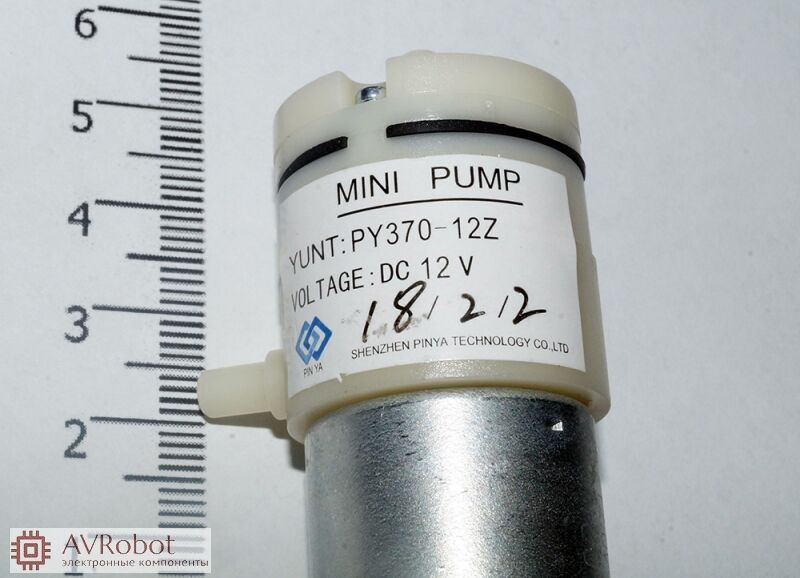 6
5
4
3
2
1
MINI PUMP
YUNT: PY370-12Z
VOLTAGE: DC 12 V
18, 2, 2
PIN YA
SHENZHEN PINYA TECHNOLOGY CO.,LTD
AVRobot
электронные компоненты